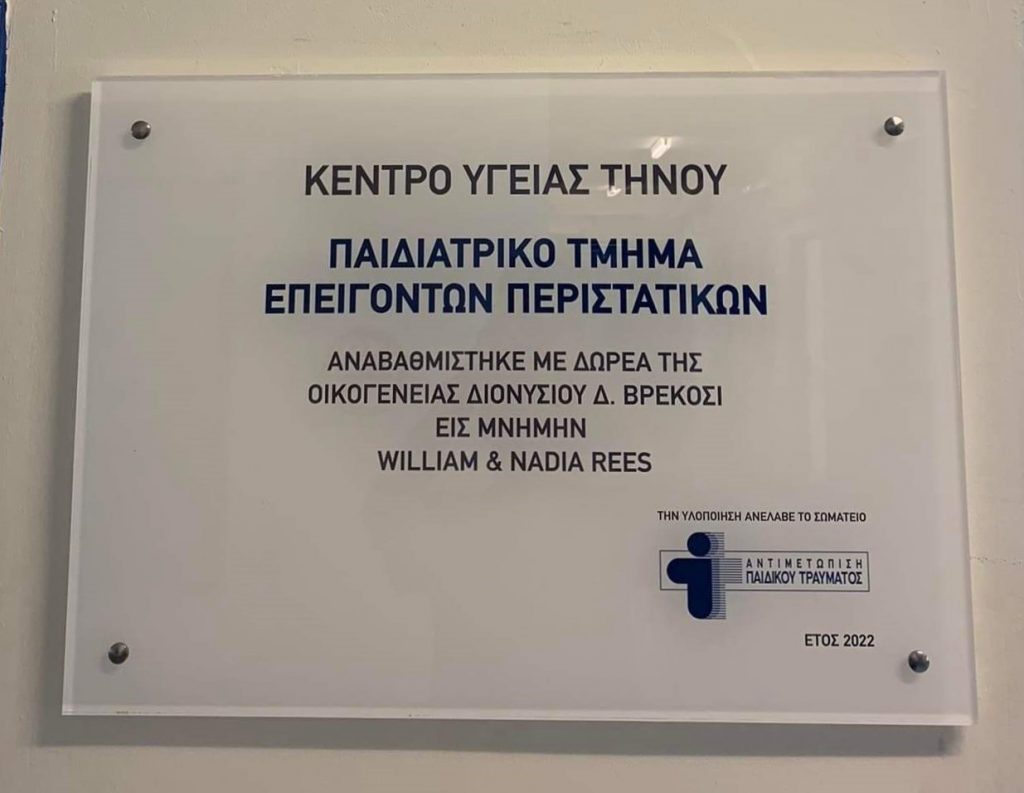 ΚΕΝΤΡΟ ΥΓΕΙΑΣ ΤΗΝΟΥ
ΠΑΙΔΙΑΤΡΙΚΟ ΤΜΗΜΑ
ΕΠΕΙΓΟΝΤΩΝ ΠΕΡΙΣΤΑΤΙΚΩΝ
ΑΝΑΒΑΘΜΙΣΤΗΚΕ ΜΕ ΔΩΡΕΑ ΤΗΣ
ΟΙΚΟΓΕΝΕΙΑΣ ΔΙΟΝΥΣΙΟΥ Δ. ΒΡΕΚΟΣΙ
ΕΙΣ ΜΝΗΜΗΝ
WILLIAM & NADIA REES
ΤΗΝ ΥΛΟΠΟΙΗΣΗ ΑΝΕΛΑΒΕ ΤΟ ΣΩΜΑΤΕΙΟ
ΑΝΤΙΜΕΤΩΠΙΣΗ
ΠΑΙΔΙΚΟΥ ΤΡΑΥΜΑΤΟΣ
ΕΤΟΣ 2022